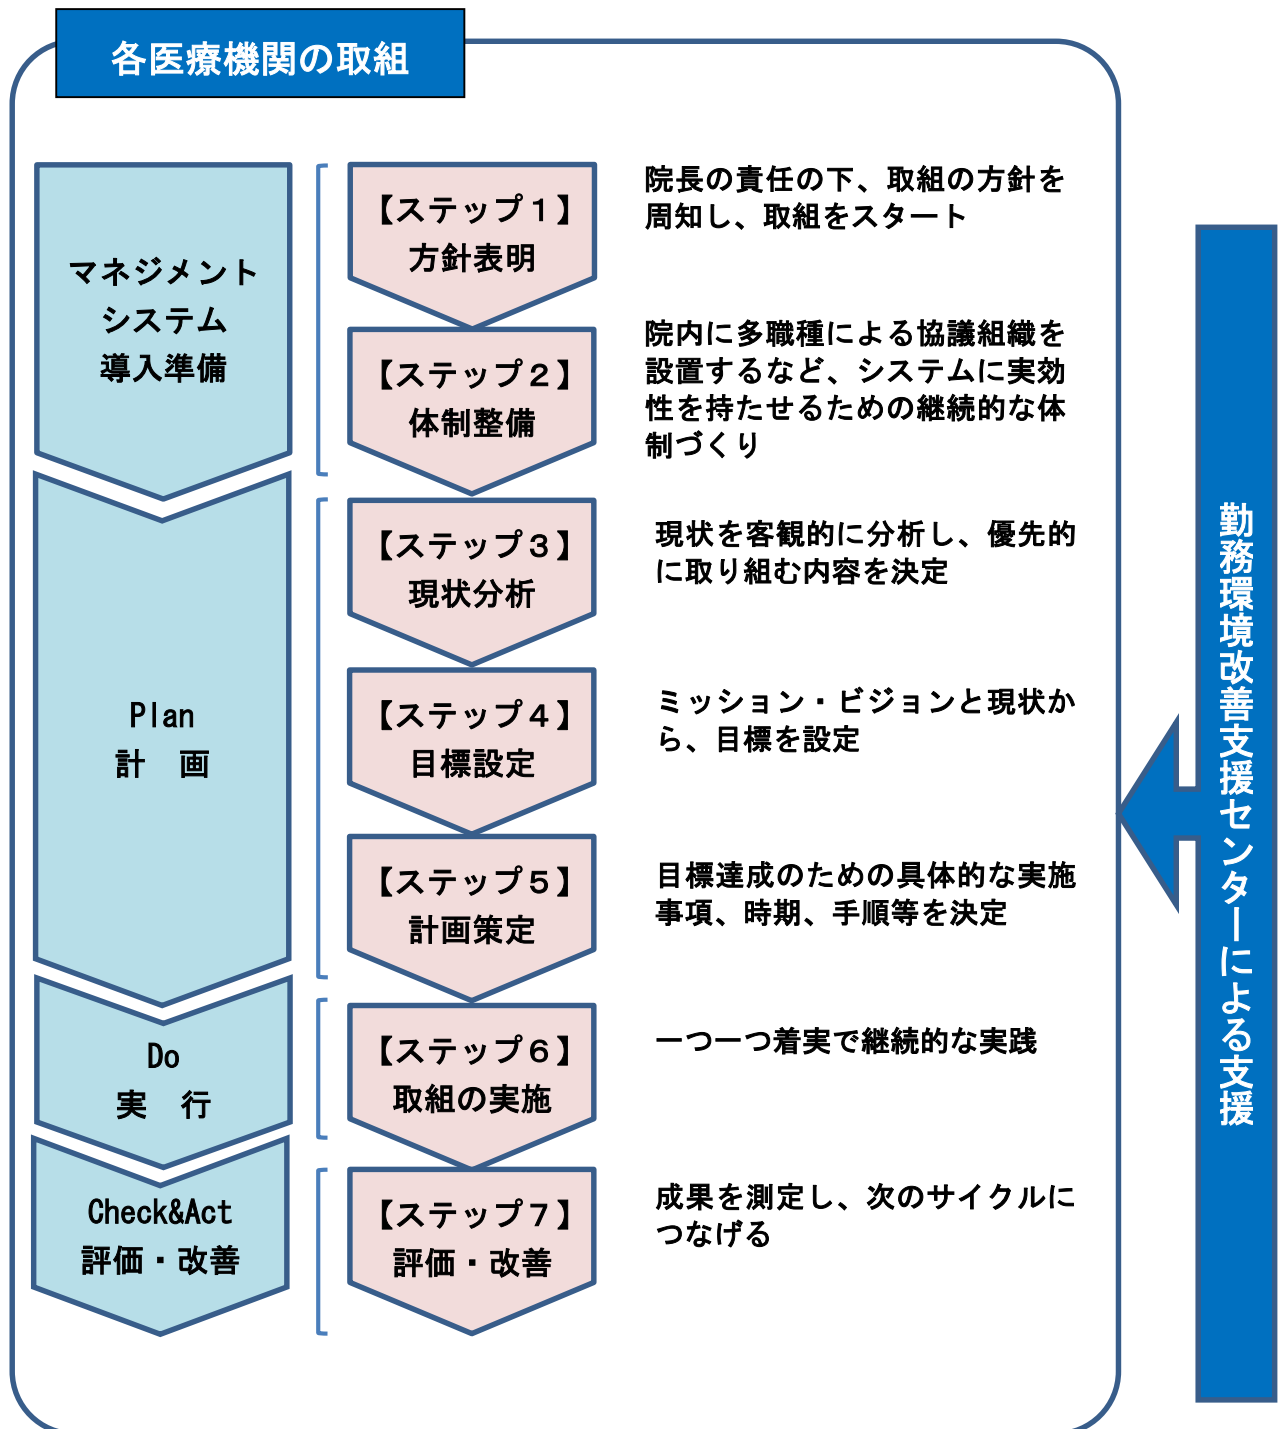 各医療機関の取組
マネジメント
システム
導入準備
【ステップ１】
方針表明
院長の責任の下、取組の方針を
周知し、取組をスタート
【ステップ２】
体制整備
院内に多職種による協議組織を
設置するなど、システムに実効
性を持たせるための継続的な体
制づくり
Plan
計　画
【ステップ３】
現状分析
現状を客観的に分析し、優先的
に取り組む内容を決定
【ステップ４】
目標設定
ミッション・ビジョンと現状か
ら、目標を設定
【ステップ５】
計画策定
目標達成のための具体的な実施
事項、時期、手順等を決定
Do
実　行
【ステップ６】
取組の実施
一つ一つ着実で継続的な実践
Check&Act
評価・改善
【ステップ７】
評価・改善
成果を測定し、次のサイクルに
つなげる
勤務環境改善支援センターによる支援